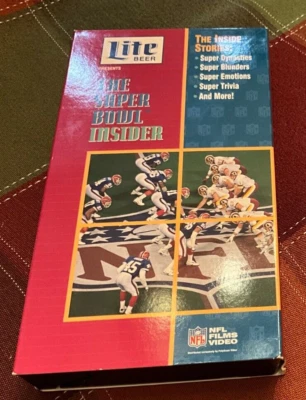 Lite
BEER
PRESENTS
THE
SUPER
BOWL
INSIDER
THE INSIDE
STORIES:
Super Dynasties
Super Blunders
Super Emotions
Super Trivia
And More!
55
NFL
NFL
FILMS
VIDEO